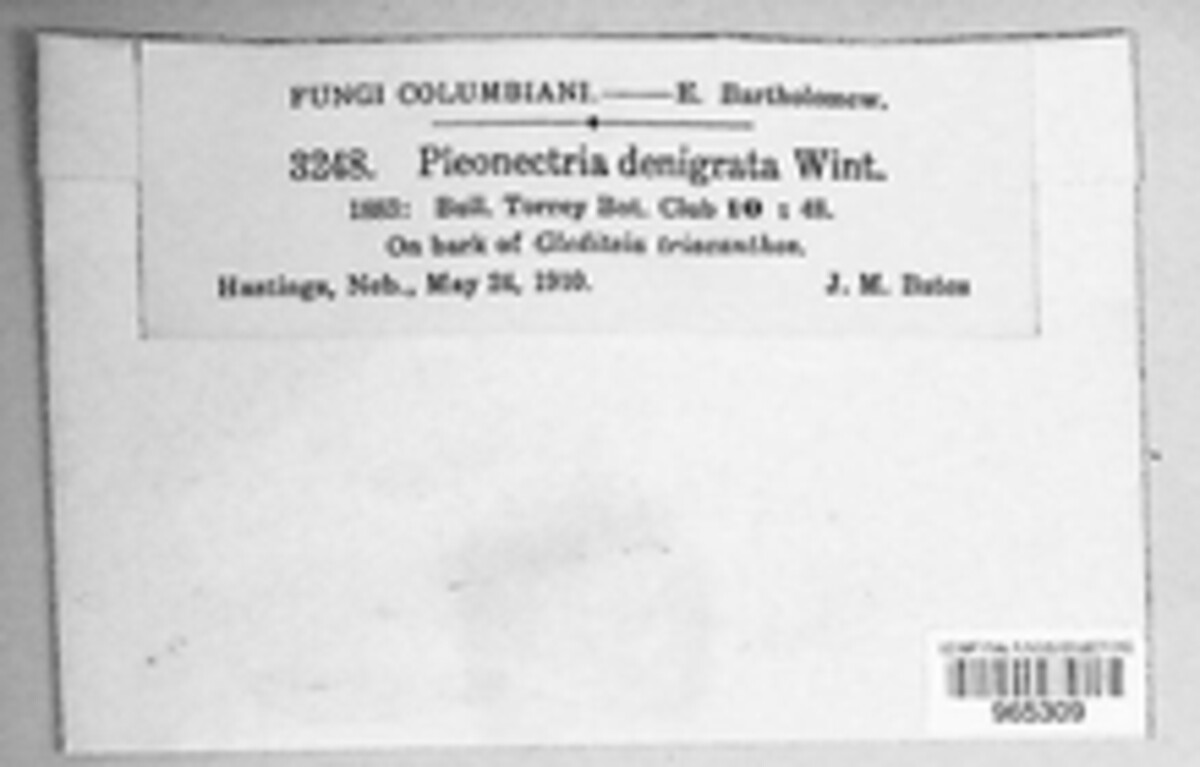 FUNGI COLUMBIANI.——E. Bartholomew.
3248. Pleonectria denigrata Wint.
1883: Bull. Torrey Bot. Club 10 : 49.
On bark of Gleditsia triacanthos.
Hastings, Neb., May 26, 1910. J. M. Bates
965309